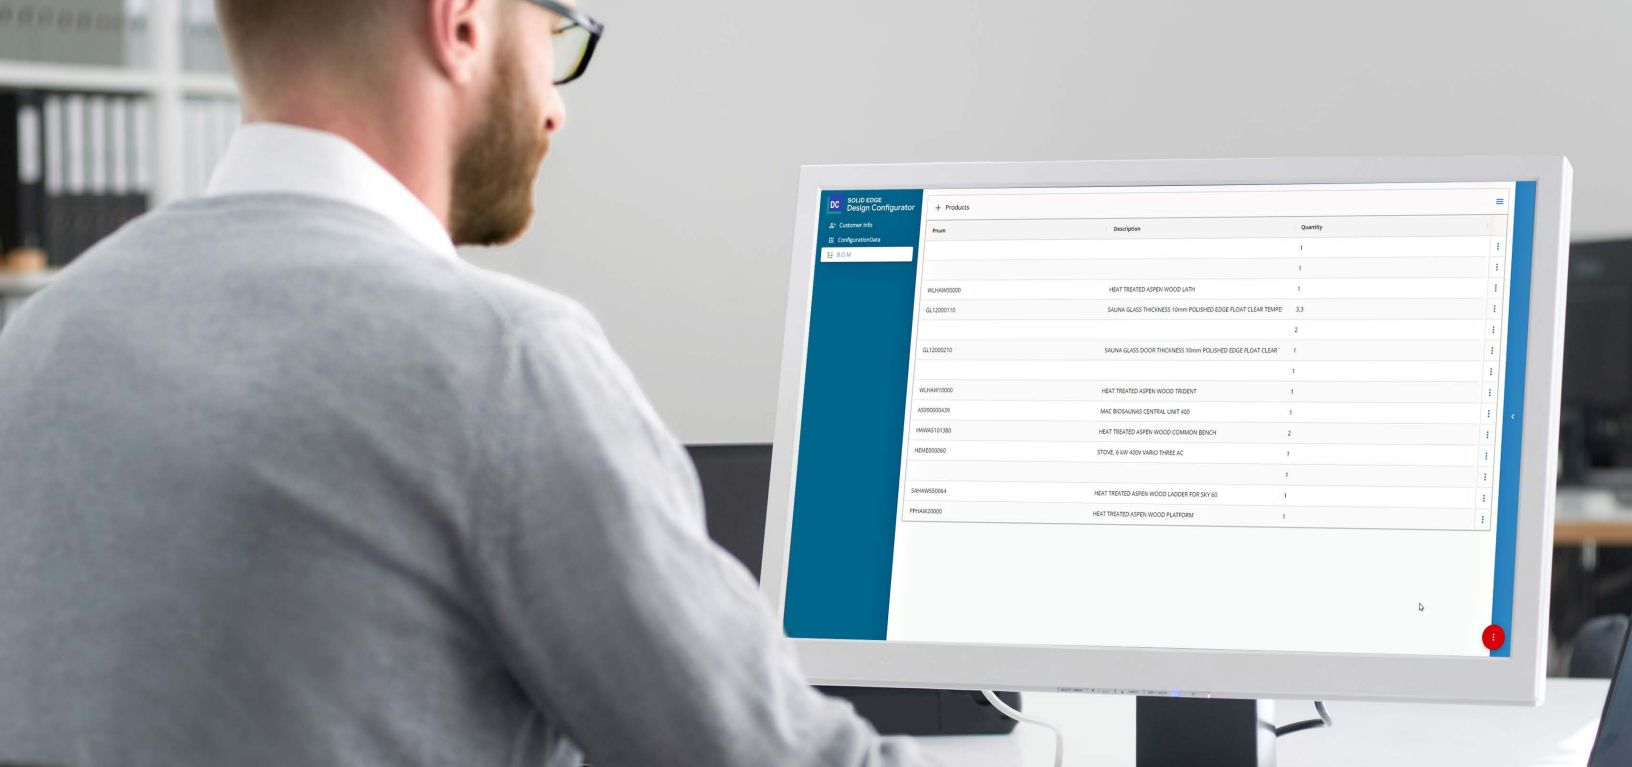 DC
SOLID EDGE
Design Configurator
Customer Info
ConfigurationData
B.O.M
+ Products
Pnum Description Quantity
1
1
WLHAW00000 HEAT TREATED ASPEN WOOD LATH 1
GL12000110 SAUNA GLASS THICKNESS 10mm POLISHED EDGE FLOAT CLEAR TEMPE 3,3
2
GL12000210 SAUNA GLASS DOOR THICKNESS 10mm POLISHED EDGE FLOAT CLEAR 1
1
WLHAW10000 HEAT TREATED ASPEN WOOD TRIDENT 1
AS090000439 MAC BIOSAUNAS CENTRAL UNIT 400 1
HAWAS101380 HEAT TREATED ASPEN WOOD COMMON BENCH 2
HEME000060 STOVE, 6 kW 400V VARIO THREE AC 1
1
SAHAWS50064 HEAT TREATED ASPEN WOOD LADDER FOR SKY 60 1
PPHAW20000 HEAT TREATED ASPEN WOOD PLATFORM 1